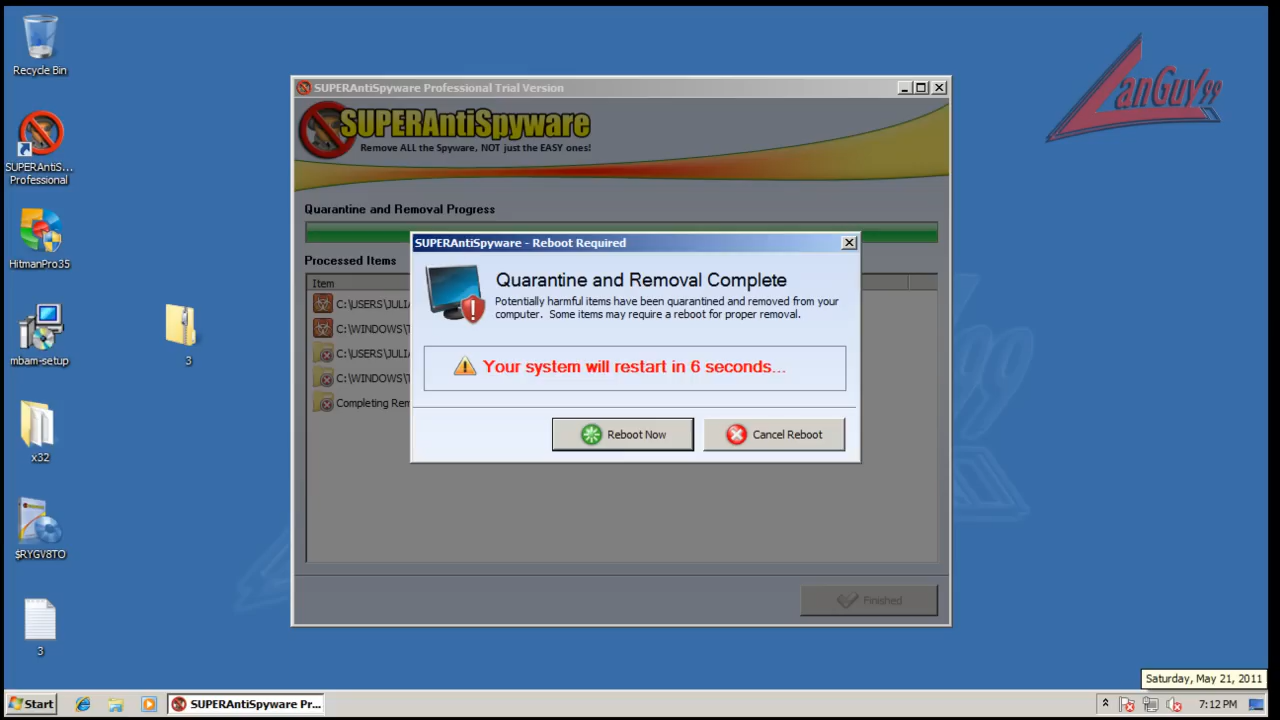 Recycle Bin
SUPERAntiS...
Professional
HitmanPro35
mbam-setup
x32
$RYGV8TO
3
3
LanGuy99
SUPERAntiSpyware Professional Trial Version
SUPERAntiSpyware
Remove ALL the Spyware, NOT just the EASY ones!
Quarantine and Removal Progress
Processed Items
Item
C:\USERS\JULIA
C:\WINDOWS\T
C:\USERS\JULIA
C:\WINDOWS\T
Completing Rem
SUPERAntiSpyware - Reboot Required
Quarantine and Removal Complete
Potentially harmful items have been quarantined and removed from your
computer. Some items may require a reboot for proper removal.
Your system will restart in 6 seconds...
Reboot Now
Cancel Reboot
Finished
Saturday, May 21, 2011
Start
SUPERAntiSpyware Pr...
7:12 PM